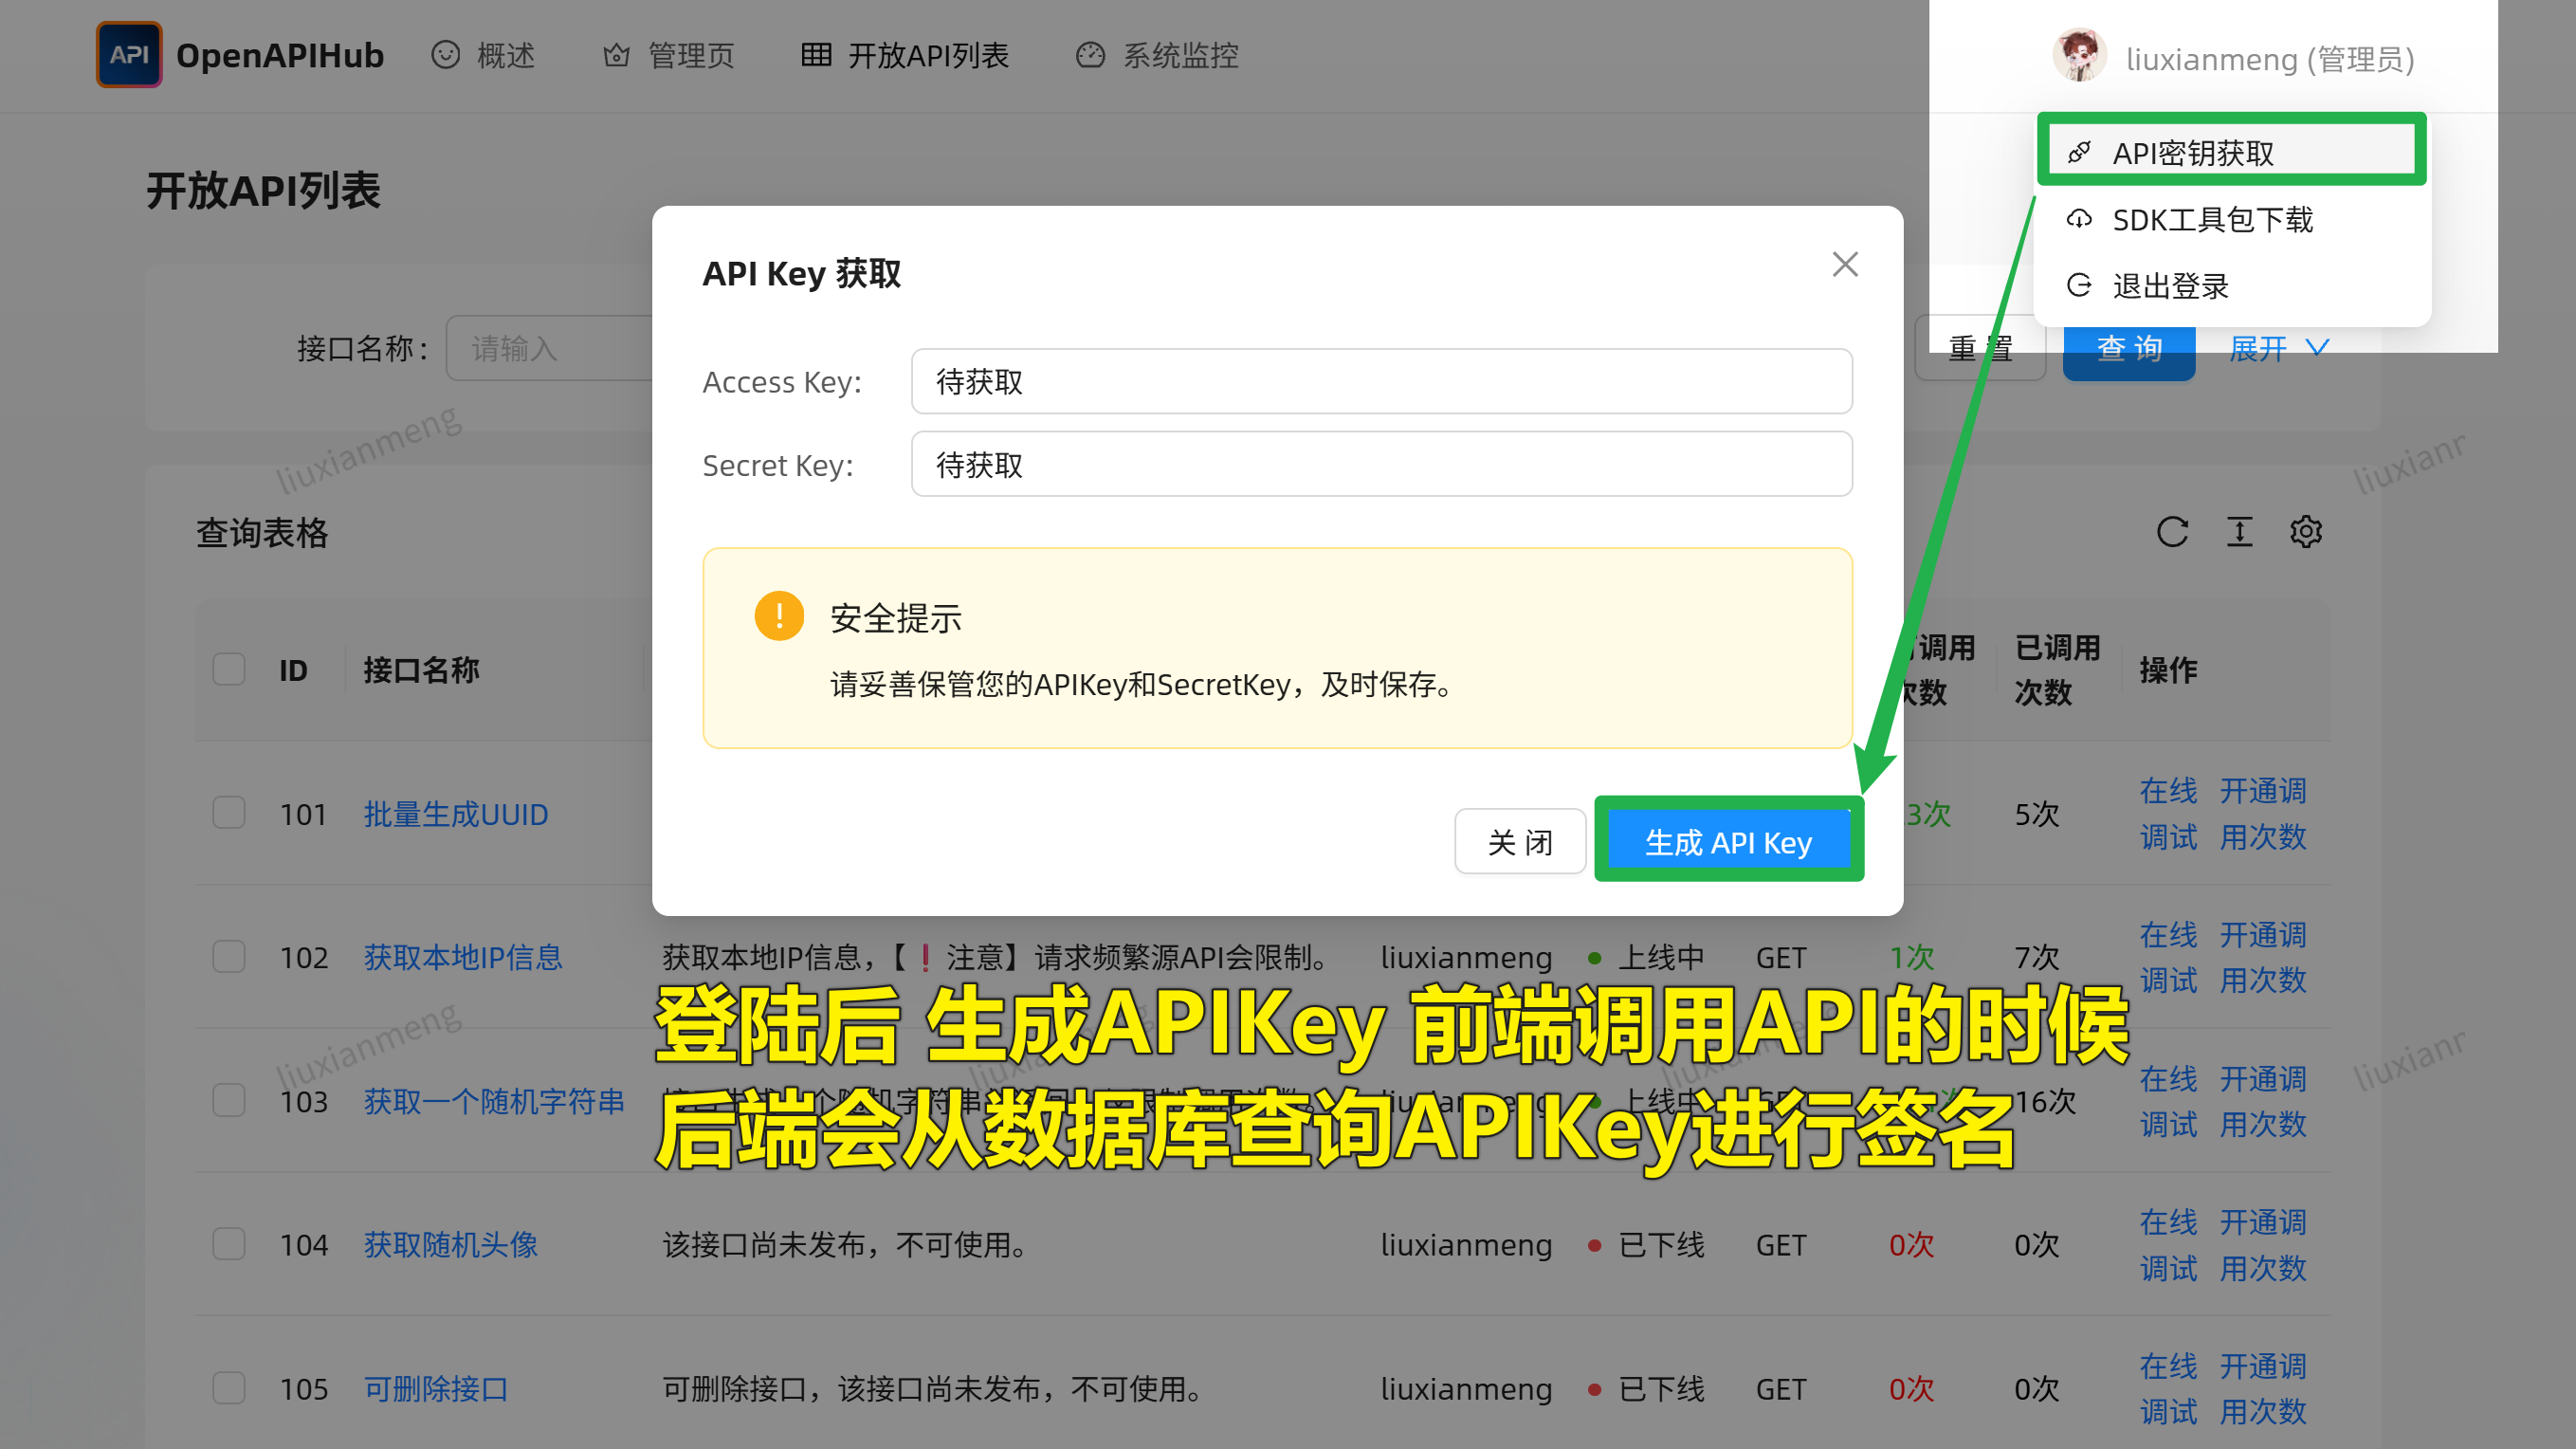 API OpenAPIHub 概述 管理页 开放API列表 系统监控 liuxianmeng (管理员)
API密钥获取
SDK工具包下载
退出登录
开放API列表
接口名称： 请输入 重 置 查 询 展开
API Key 获取
Access Key: 待获取
Secret Key: 待获取
安全提示
请妥善保管您的APIKey和SecretKey，及时保存。
关 闭 生成 API Key
liuxianmeng
查询表格
ID 接口名称 调用次数 已调用次数 操作
101 批量生成UUID 3次 5次 在线调试 开通调用次数
102 获取本地IP信息 获取本地IP信息，【❗注意】请求频繁源API会限制。 liuxianmeng 上线中 GET 1次 7次 在线调试 开通调用次数
登陆后 生成APIKey 前端调用API的时候
后端会从数据库查询APIKey进行签名
liuxianmeng
103 获取一个随机字符串 16次 在线调试 开通调用次数
104 获取随机头像 该接口尚未发布，不可使用。 liuxianmeng 已下线 GET 0次 0次 在线调试 开通调用次数
105 可删除接口 可删除接口，该接口尚未发布，不可使用。 liuxianmeng 已下线 GET 0次 0次 在线调试 开通调用次数